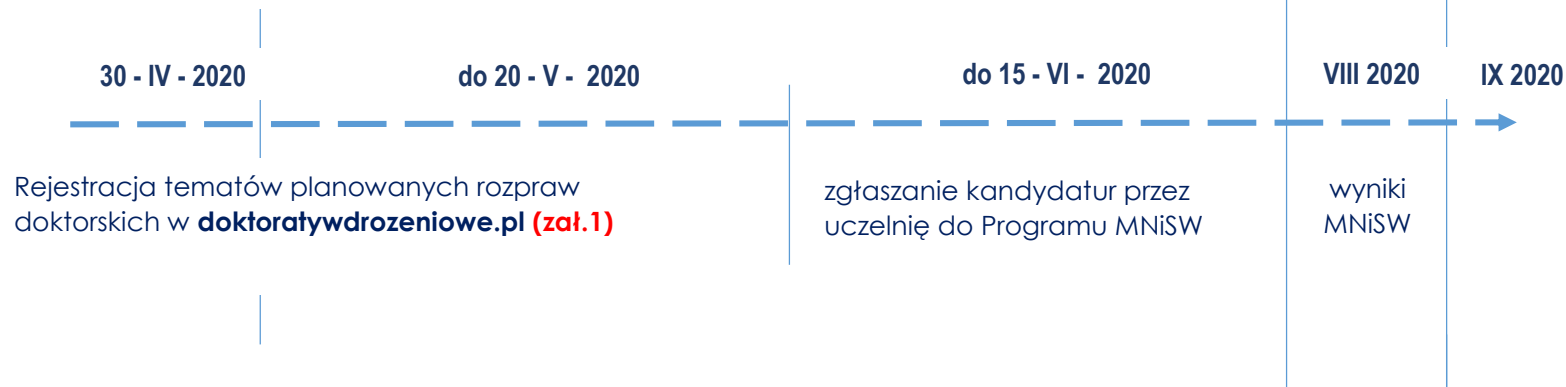 30 - IV - 2020
do 20 - V -  2020
do 15 - VI -  2020
VIII 2020
IX 2020
Rejestracja tematów planowanych rozpraw
doktorskich w doktoratywdrozeniowe.pl (zał.1)
zgłaszanie kandydatur przez
uczelnię do Programu MNiSW
wyniki
MNiSW